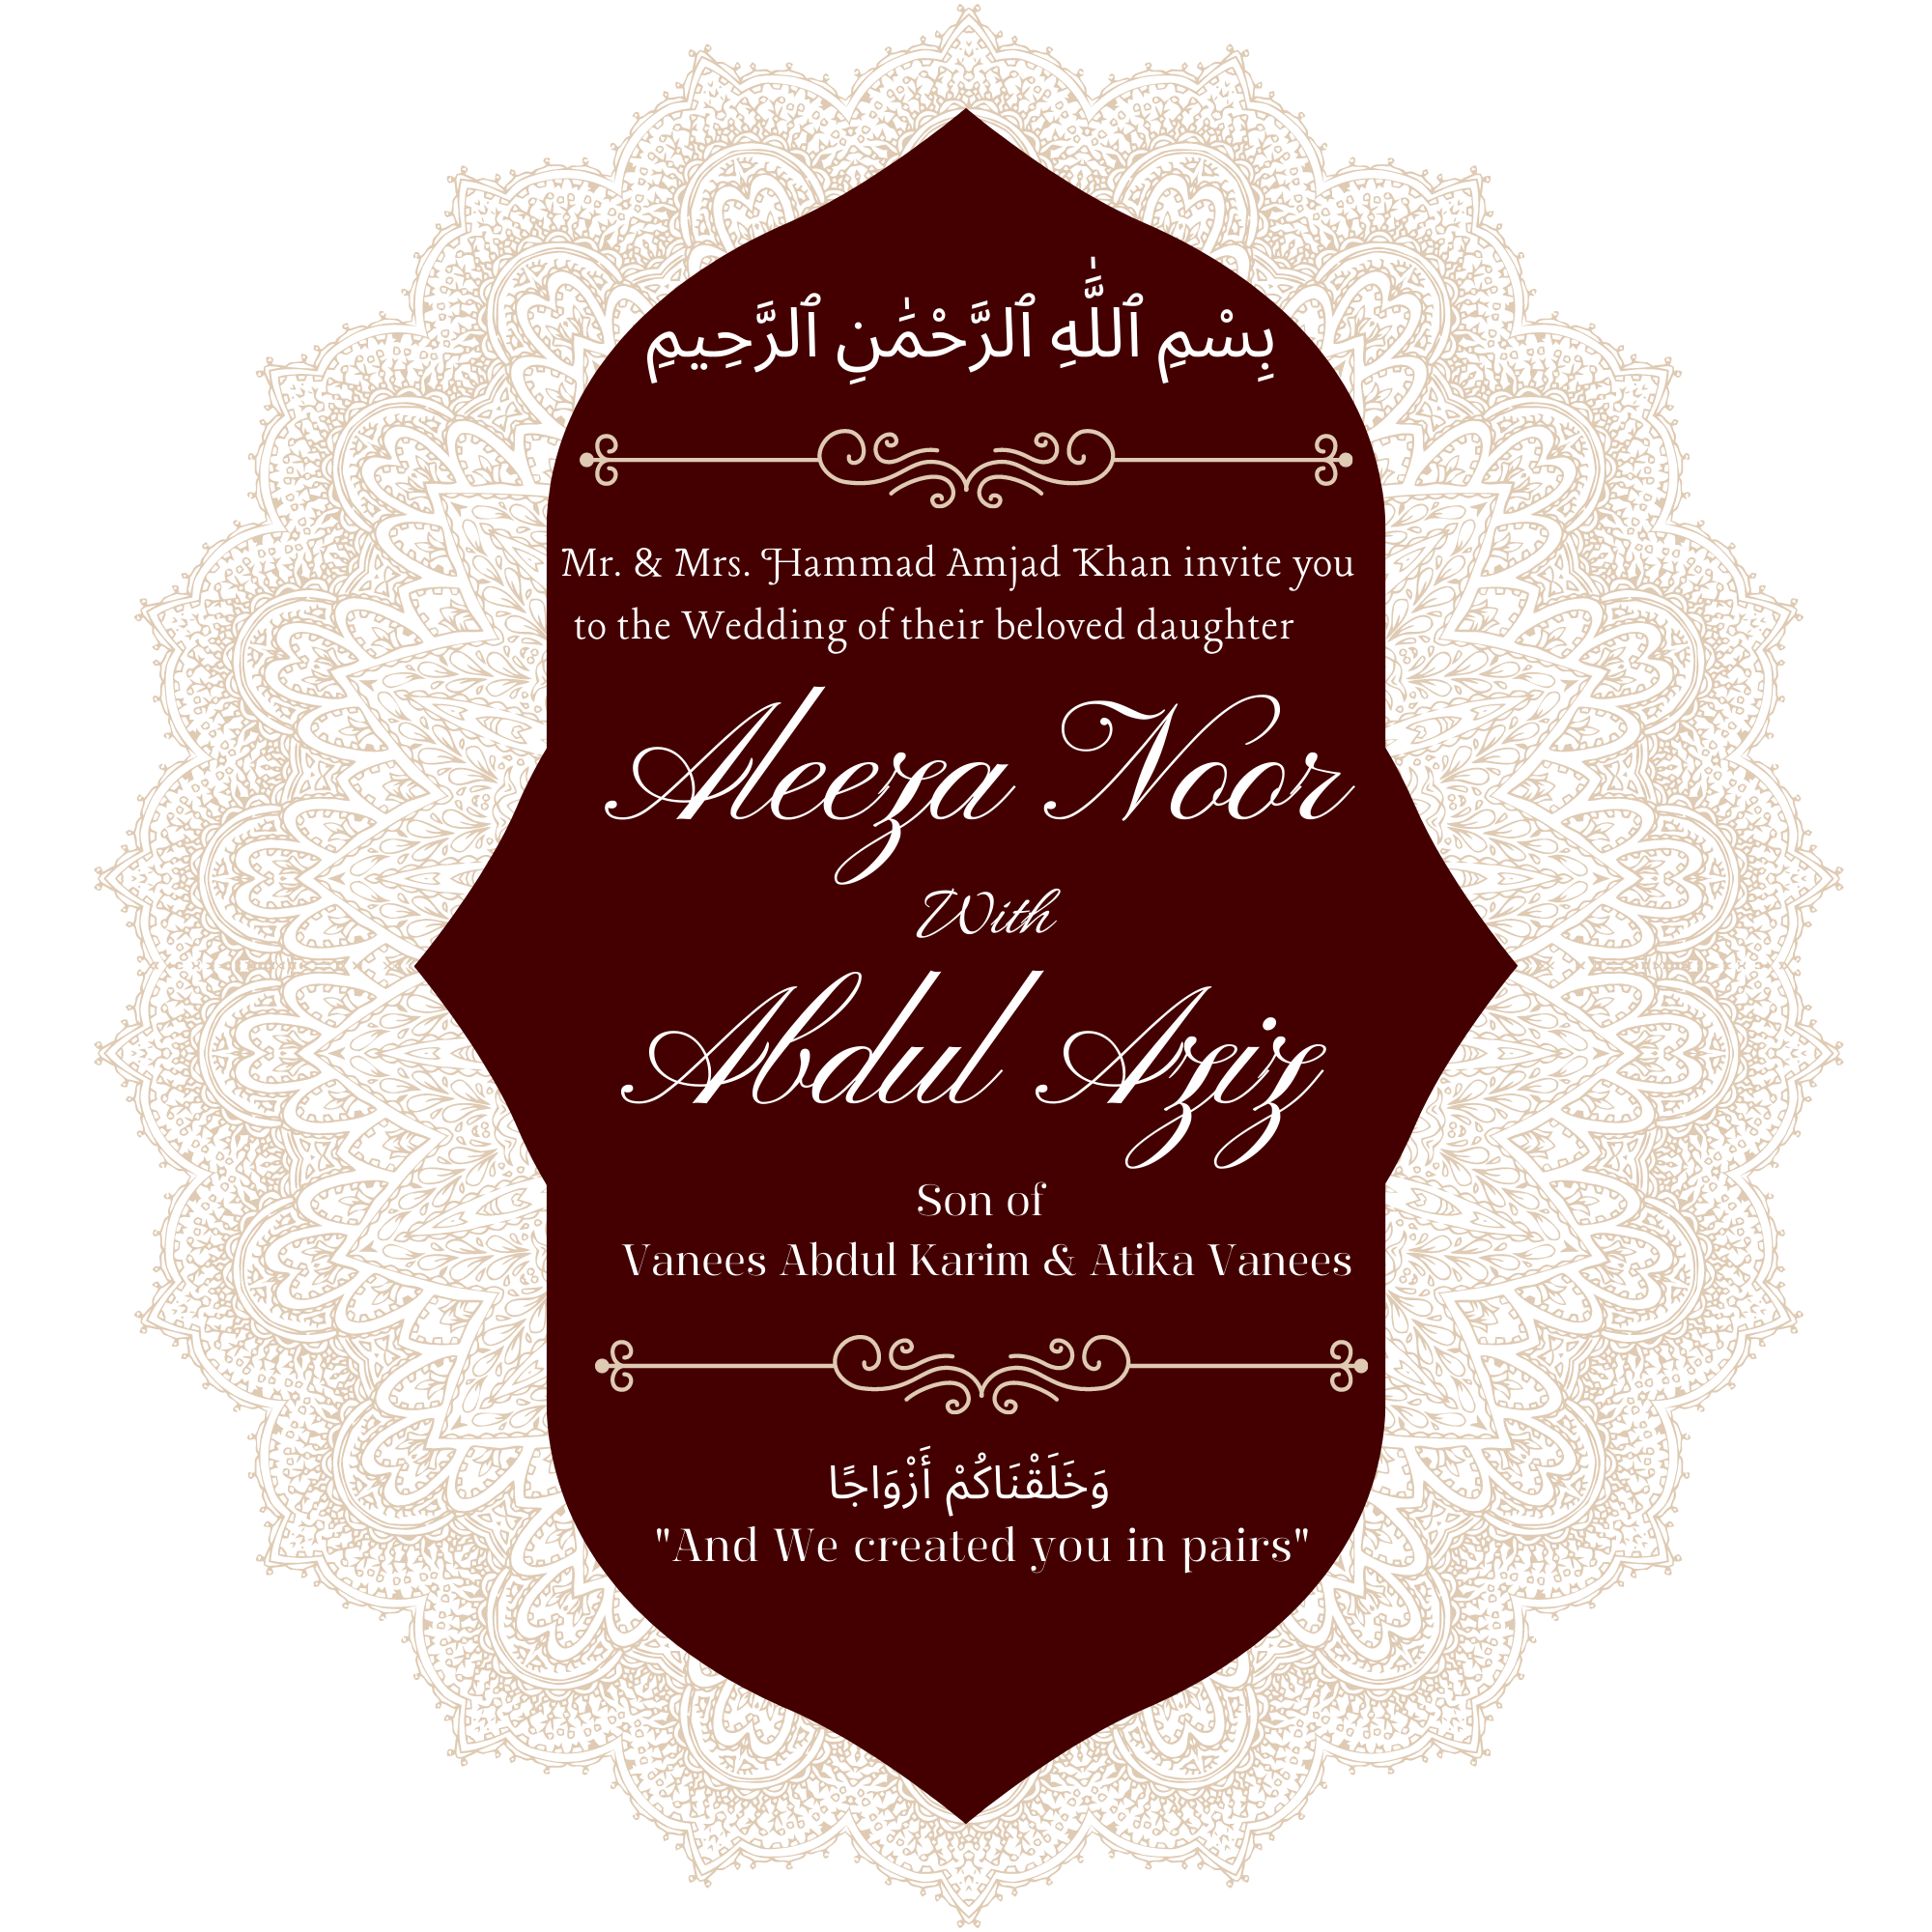 بِسْمِ ٱللَّٰهِ ٱلرَّحْمَٰنِ ٱلرَّحِيمِ
Mr. & Mrs. Hammad Amjad Khan invite you
to the Wedding of their beloved daughter
Aleeza Noor
With
Abdul Aziz
Son of
Vanees Abdul Karim & Atika Vanees
وَخَلَقْنَاكُمْ أَزْوَاجًا
"And We created you in pairs"